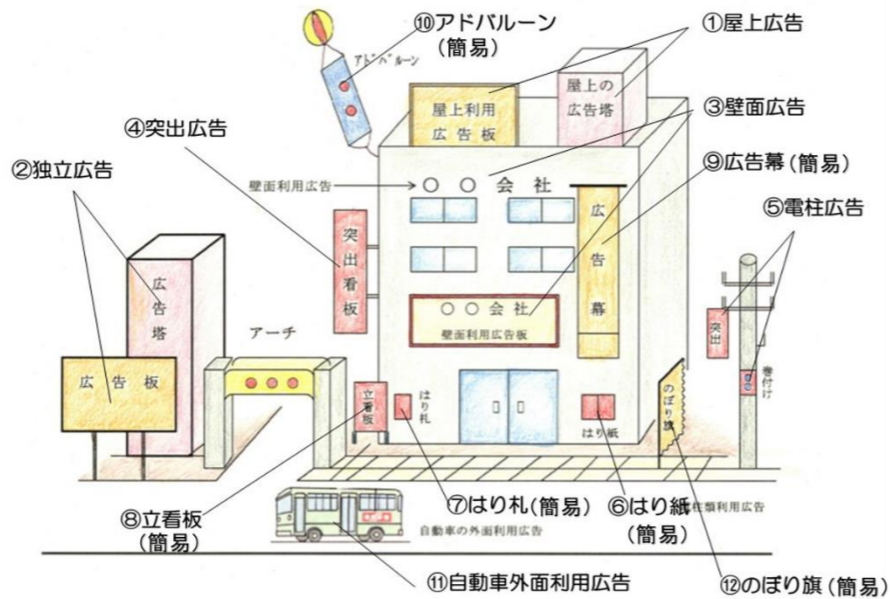 ⑩アドバルーン
(簡易)
①屋上広告
アドバルーン
屋上の
広告塔
屋上利用
広告板
③壁面広告
④突出広告
②独立広告
壁面利用広告
○○会社
⑨広告幕(簡易)
⑤電柱広告
広告幕
突出看板
広告塔
○○会社
壁面利用広告板
突出
巻付け
アーチ
広告板
立看板
はり札
はり紙
のぼり旗
⑦はり札(簡易)
⑥はり紙
(簡易)
柱類利用広告
⑧立看板
(簡易)
自動車の外面利用広告
⑪自動車外面利用広告
⑫のぼり旗(簡易)